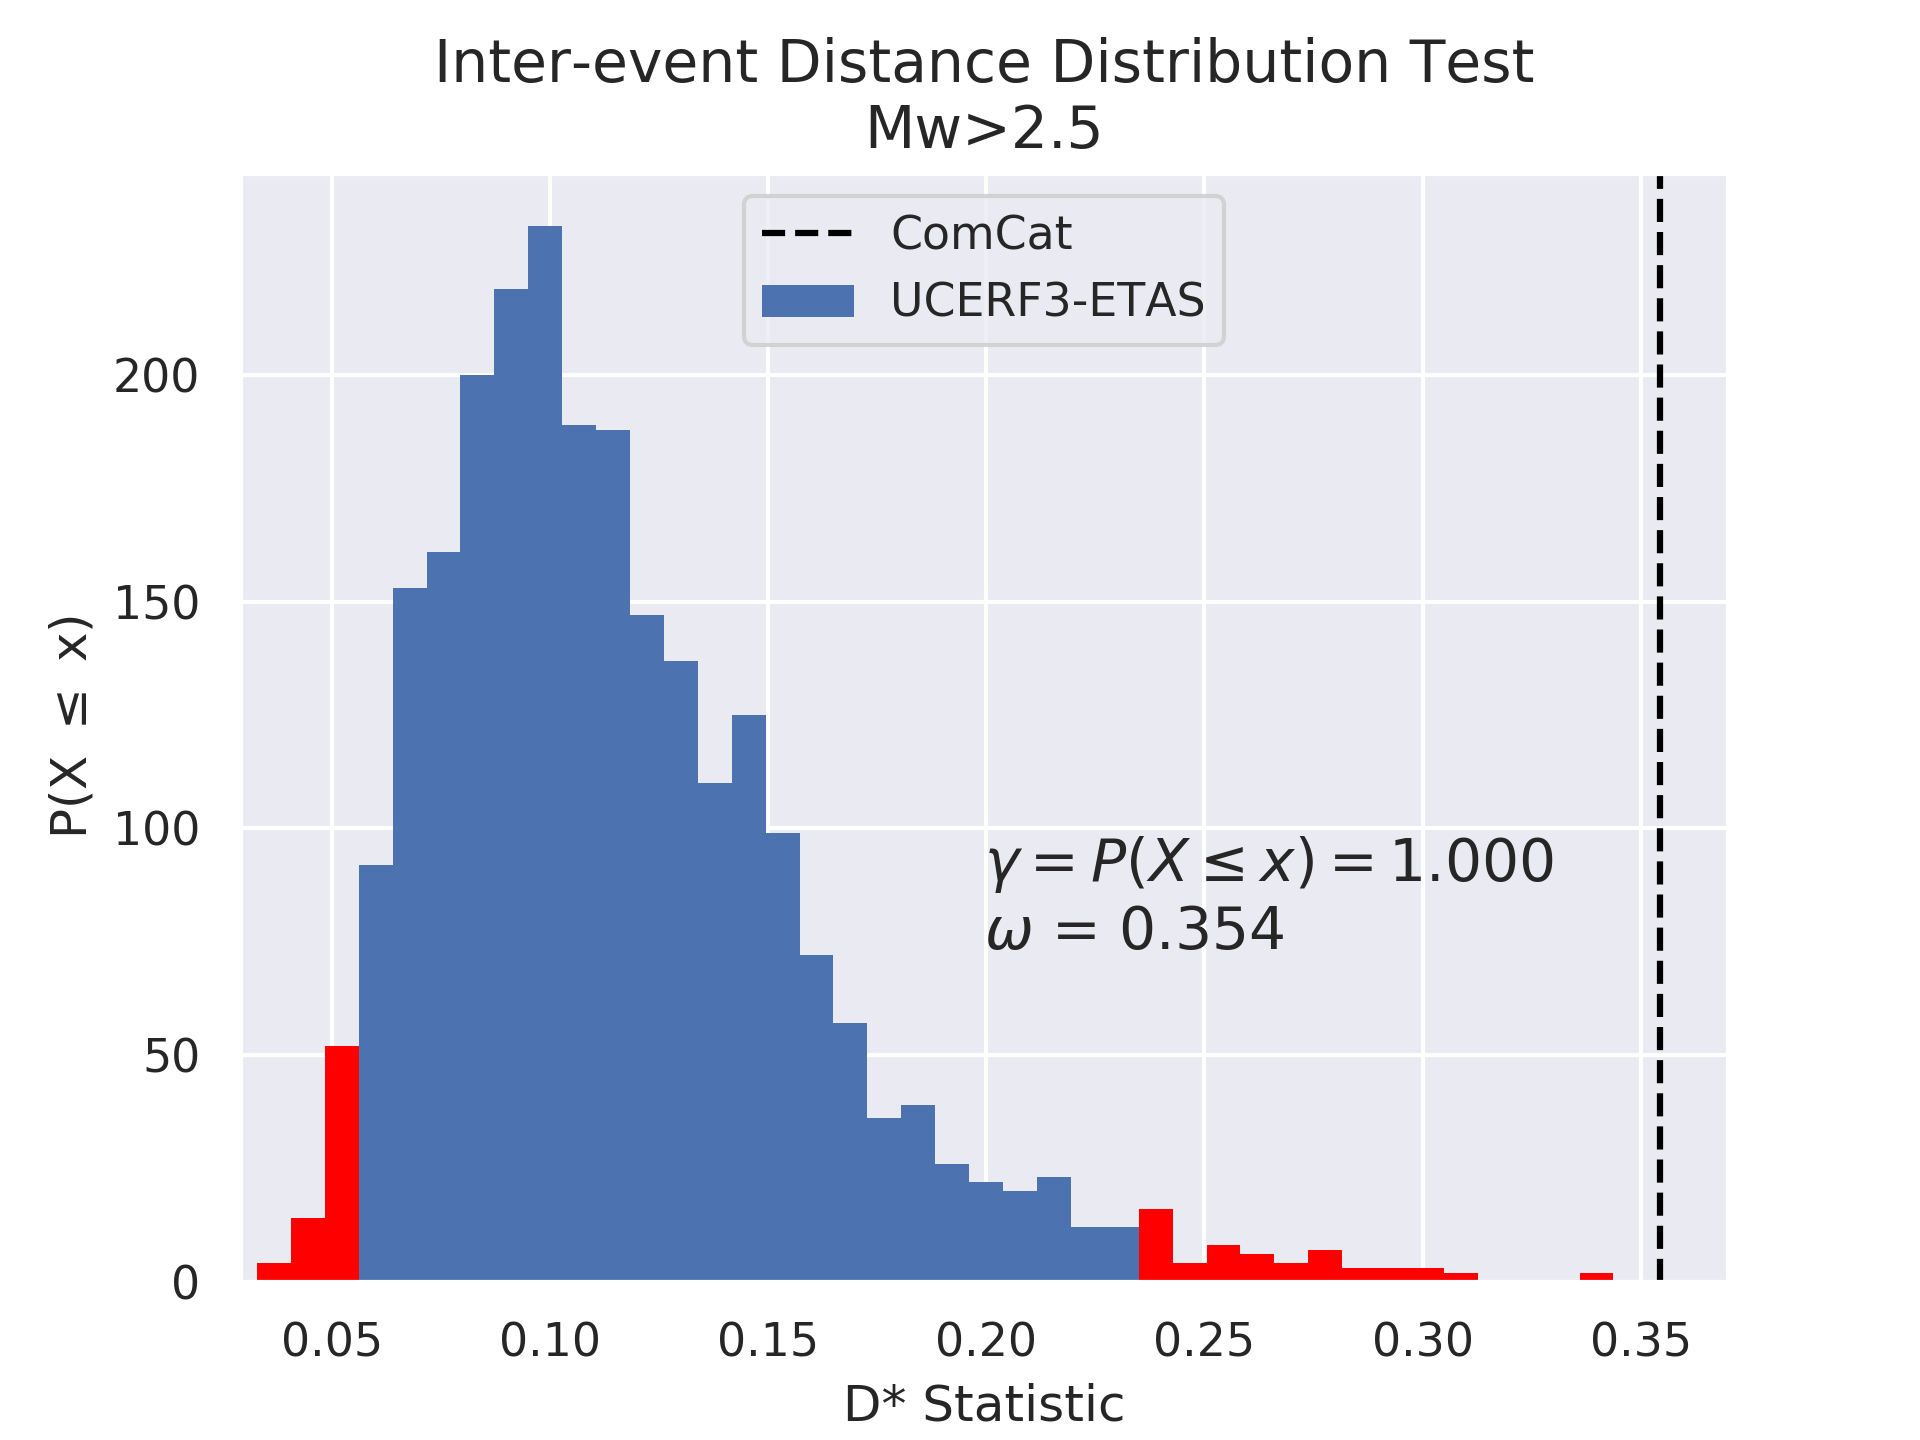 Inter-event Distance Distribution Test
Mw>2.5
ComCat
UCERF3-ETAS
P(X ≤ x)
200
150
100
50
0
γ = P(X ≤ x) = 1.000
ω = 0.354
0.05 0.10 0.15 0.20 0.25 0.30 0.35
D* Statistic